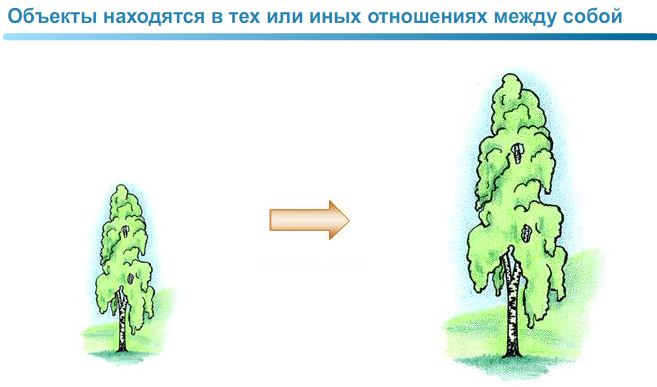 Объекты находятся в тех или иных отношениях между собой